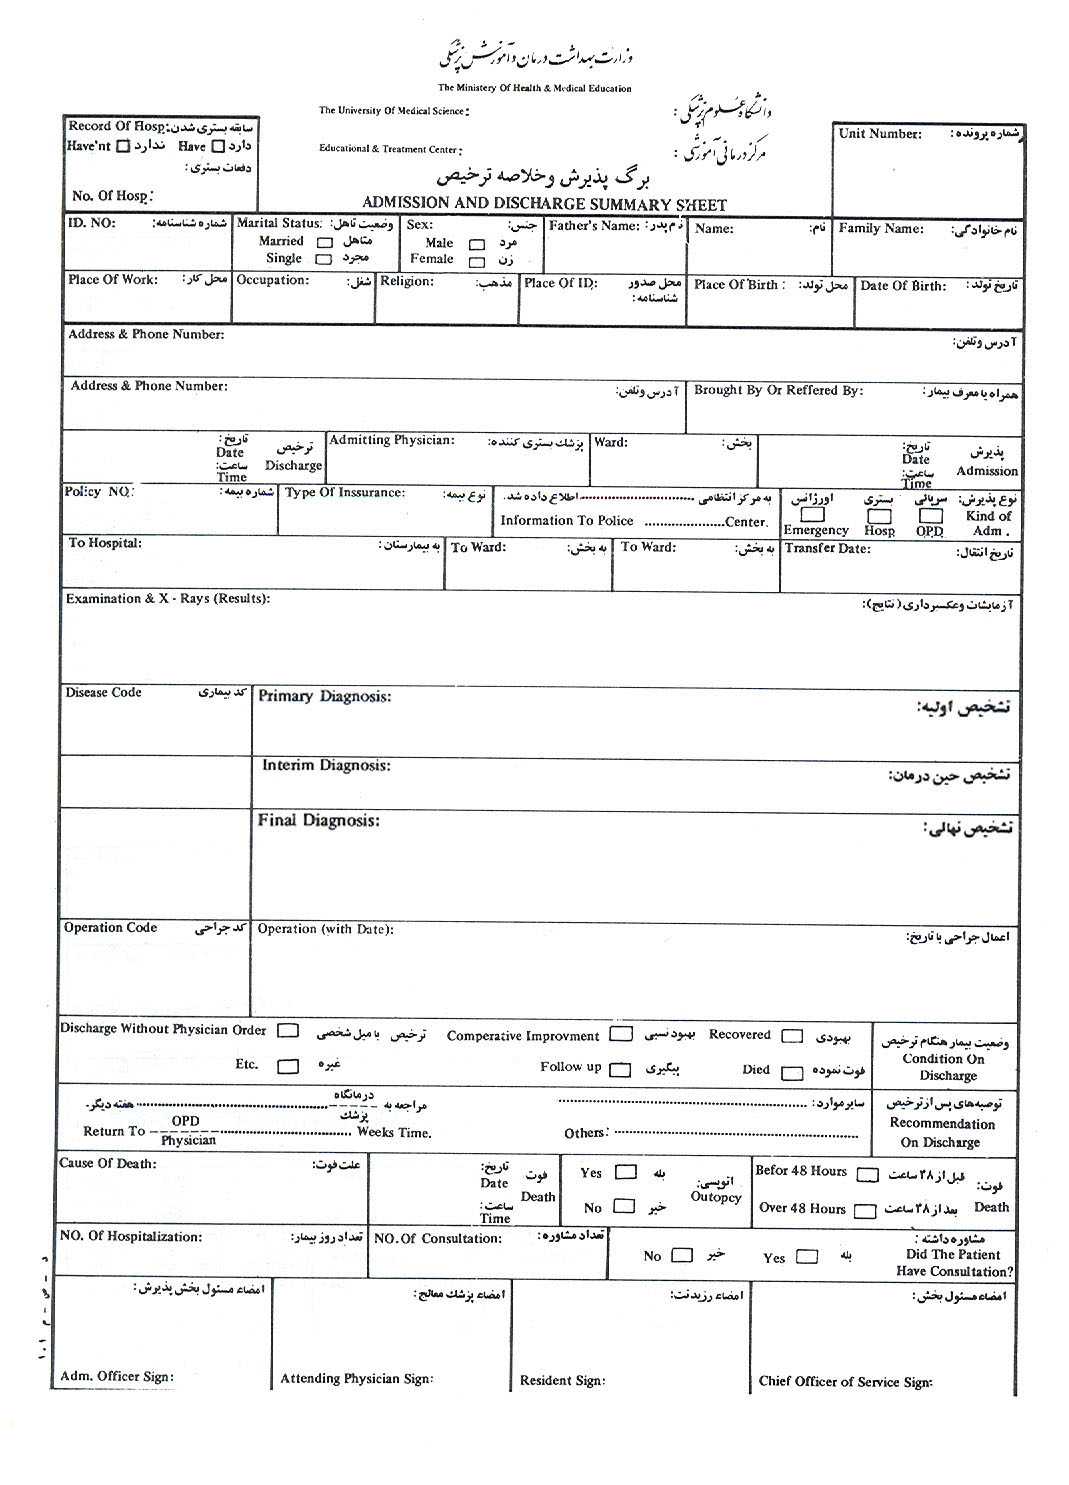 وزارت بهداشت درمان و آموزش پزشکی
The Ministery Of Health & Medical Education
The University Of Medical Science: دانشگاه علوم پزشکی :
Educational & Treatment Center: مرکز درمانی آموزشی :
برگ پذیرش وخلاصه ترخیص
ADMISSION AND DISCHARGE SUMMARY SHEET
Record Of Hosp: سابقه بستری شدن:
Have'nt ندارد Have دارد
دفعات بستری :
No. Of Hosp:
Unit Number: شماره پرونده :
ID. NO: شماره شناسنامه:
Marital Status: وضعیت تاهل:
Married متاهل
Single مجرد
Sex: جنس:
Male مرد
Female زن
Father's Name: نام پدر:
Name: نام:
Family Name: نام خانوادگی:
Place Of Work: محل کار:
Occupation: شغل:
Religion: مذهب:
Place Of ID: محل صدور شناسنامه:
Place Of Birth : محل تولد:
Date Of Birth: تاریخ تولد:
Address & Phone Number: آدرس وتلفن:
Address & Phone Number: آدرس وتلفن:
Brought By Or Reffered By: همراه یا معرف بیمار:
تاریخ: Date
ساعت: Time
ترخیص Discharge
Admitting Physician: پزشک بستری کننده:
Ward: بخش:
تاریخ: Date
ساعت: Time
پذیرش Admission
Policy NO: شماره بیمه:
Type Of Inssurance: نوع بیمه:
به مرکز انتظامی ........................ اطلاع داده شد.
Information To Police .....................Center.
اورژانس Emergency
بستری Hosp
سرپائی OPD
نوع پذیرش: Kind of Adm .
To Hospital: به بیمارستان:
To Ward: به بخش:
To Ward: به بخش:
Transfer Date: تاریخ انتقال:
Examination & X - Rays (Results): آزمایشات وعکسبرداری (نتایج):
Disease Code کد بیماری
Primary Diagnosis: تشخیص اولیه:
Interim Diagnosis: تشخیص حین درمان:
Final Diagnosis: تشخیص نهائی:
Operation Code کد جراحی
Operation (with Date): اعمال جراحی با تاریخ:
Discharge Without Physician Order ترخیص با میل شخصی
Comperative Improvment بهبود نسبی
Recovered بهبودی
Etc. غیره
Follow up پیگیری
Died فوت نموده
وضعیت بیمار هنگام ترخیص
Condition On
Discharge
مراجعه به درمانگاه / پزشک ........................ هفته دیگر.
Return To OPD / Physician ........................ Weeks Time.
سایر موارد: ........................
Others: ........................
توصیه های پس از ترخیص
Recommendation
On Discharge
Cause Of Death: علت فوت:
تاریخ: Date
ساعت: Time
فوت Death
Yes بله
No خیر
اتوپسی: Outopcy
Befor 48 Hours قبل از ۴۸ ساعت
Over 48 Hours بعد از ۴۸ ساعت
فوت: Death
NO. Of Hospitalization: تعداد روز بیمار:
NO. Of Consultation: تعداد مشاوره:
No خیر Yes بله
مشاوره داشته :
Did The Patient
Have Consultation?
امضاء مسئول بخش پذیرش:
Adm. Officer Sign:
امضاء پزشک معالج:
Attending Physician Sign:
امضاء رزیدنت:
Resident Sign:
امضاء مسئول بخش:
Chief Officer of Service Sign:
د - ص - م ۱۰۱